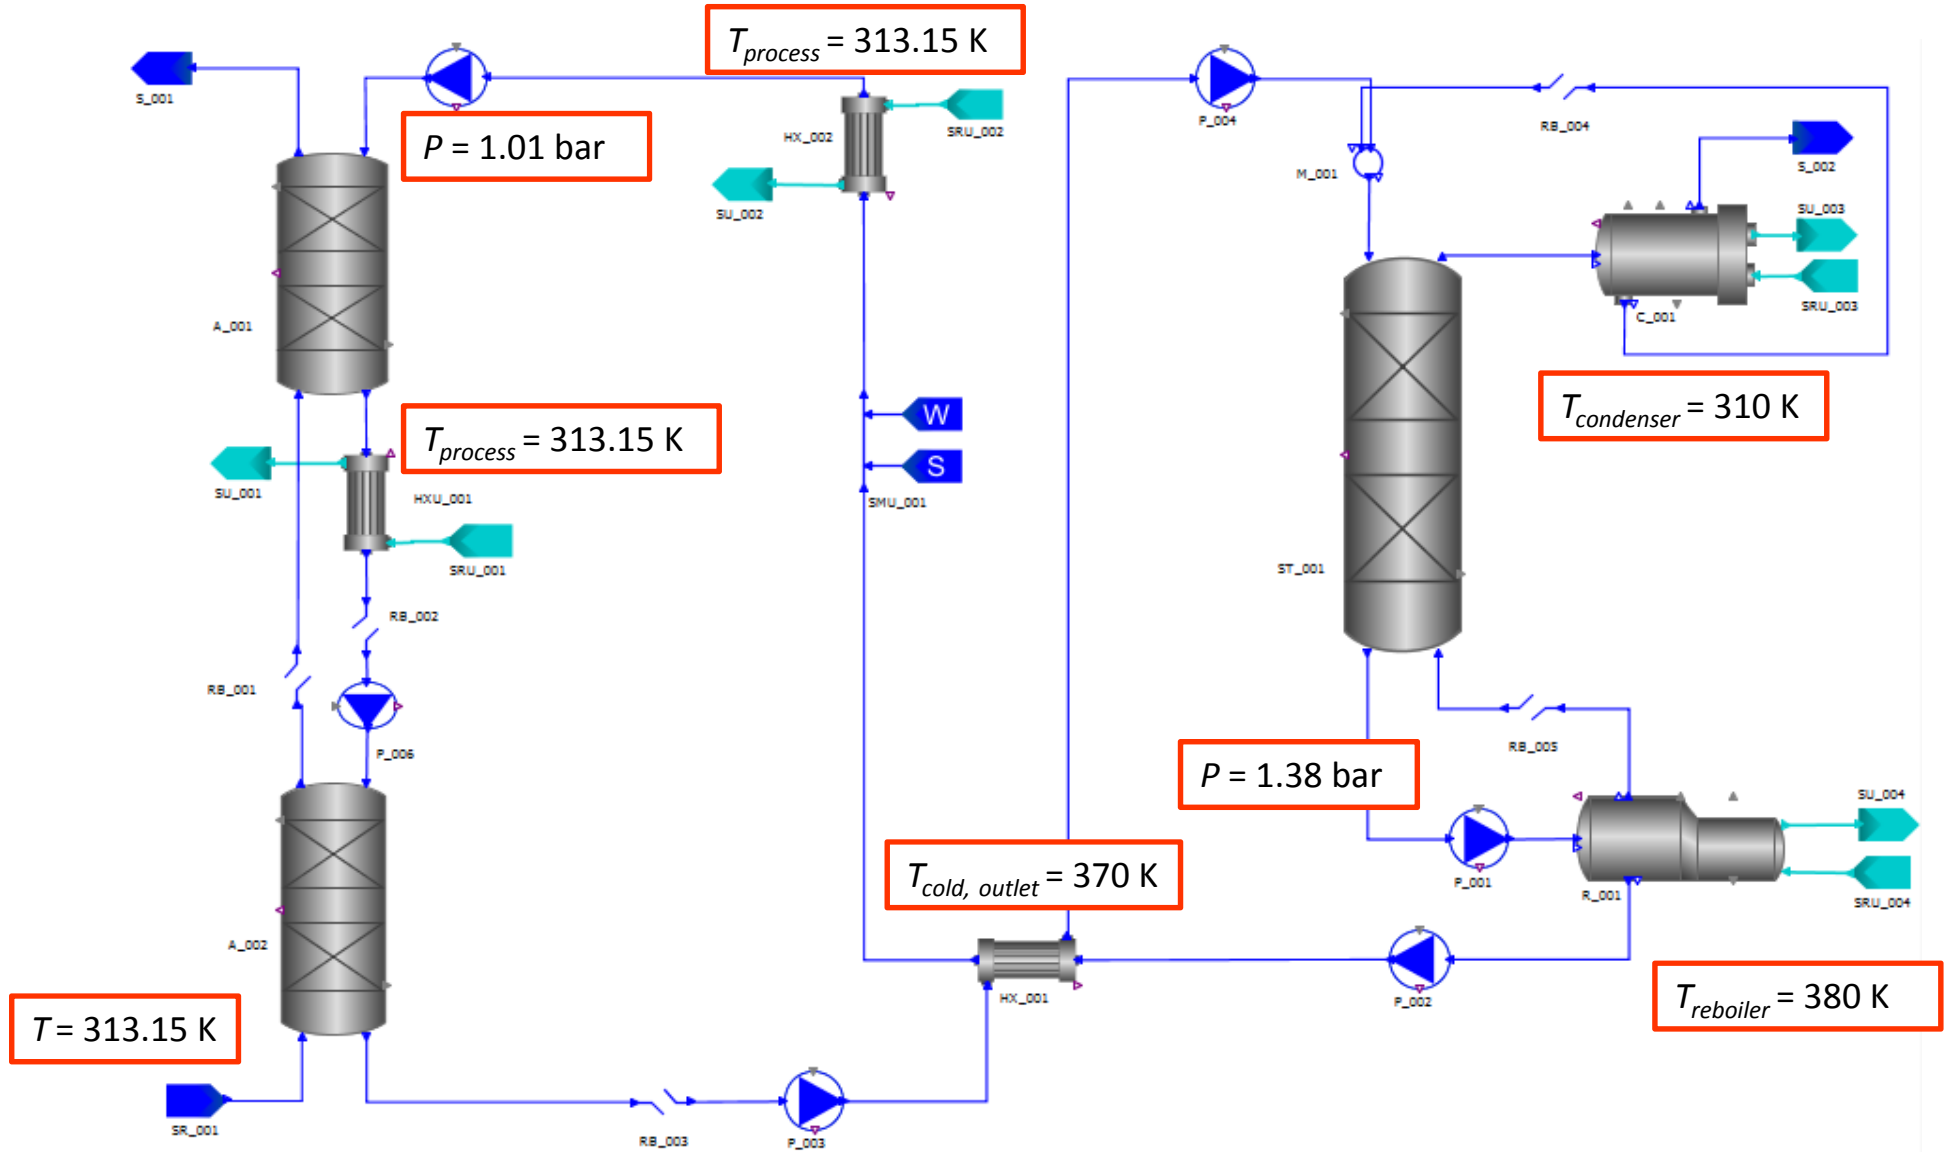 T_process = 313.15 K
S_001
P_004
RB_004
HX_002
SRU_002
P = 1.01 bar
S_002
M_001
SU_002
SU_003
SRU_003
C_001
A_001
T_condenser = 310 K
W
T_process = 313.15 K
S
SU_001
HXU_001
SMU_001
SRU_001
ST_001
RB_002
RB_001
RB_005
P_006
P = 1.38 bar
SU_004
T_cold, outlet = 370 K
P_001
R_001
SRU_004
A_002
HX_001
P_002
T_reboiler = 380 K
T = 313.15 K
SR_001
RB_003
P_003